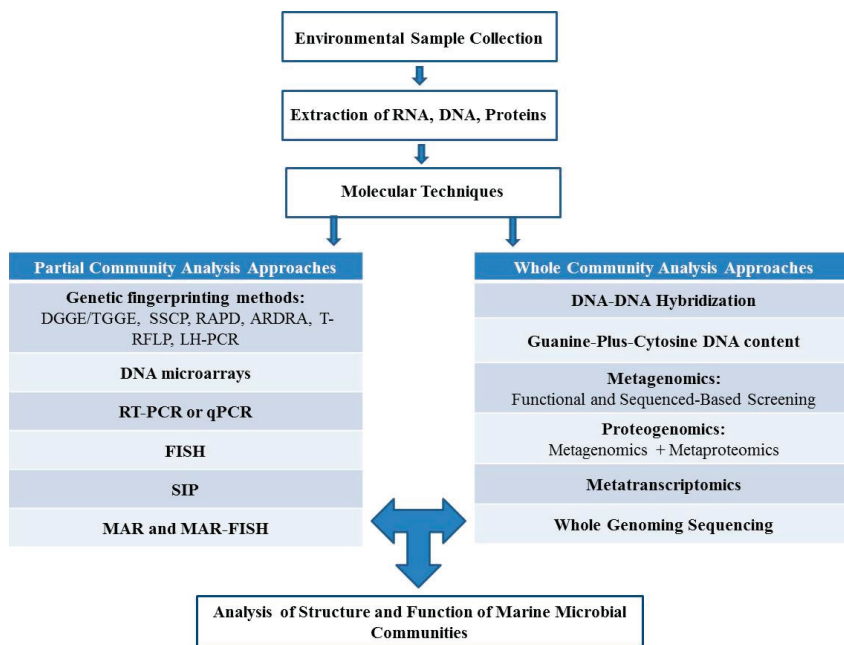 Environmental Sample Collection
Extraction of RNA, DNA, Proteins
Molecular Techniques
Partial Community Analysis Approaches
Genetic fingerprinting methods:
DGGE/TGGE, SSCP, RAPD, ARDRA, T-
RFLP, LH-PCR
DNA microarrays
RT-PCR or qPCR
FISH
SIP
MAR and MAR-FISH
Whole Community Analysis Approaches
DNA-DNA Hybridization
Guanine-Plus-Cytosine DNA content
Metagenomics:
Functional and Sequenced-Based Screening
Proteogenomics:
Metagenomics + Metaproteomics
Metatranscriptomics
Whole Genoming Sequencing
Analysis of Structure and Function of Marine Microbial
Communities